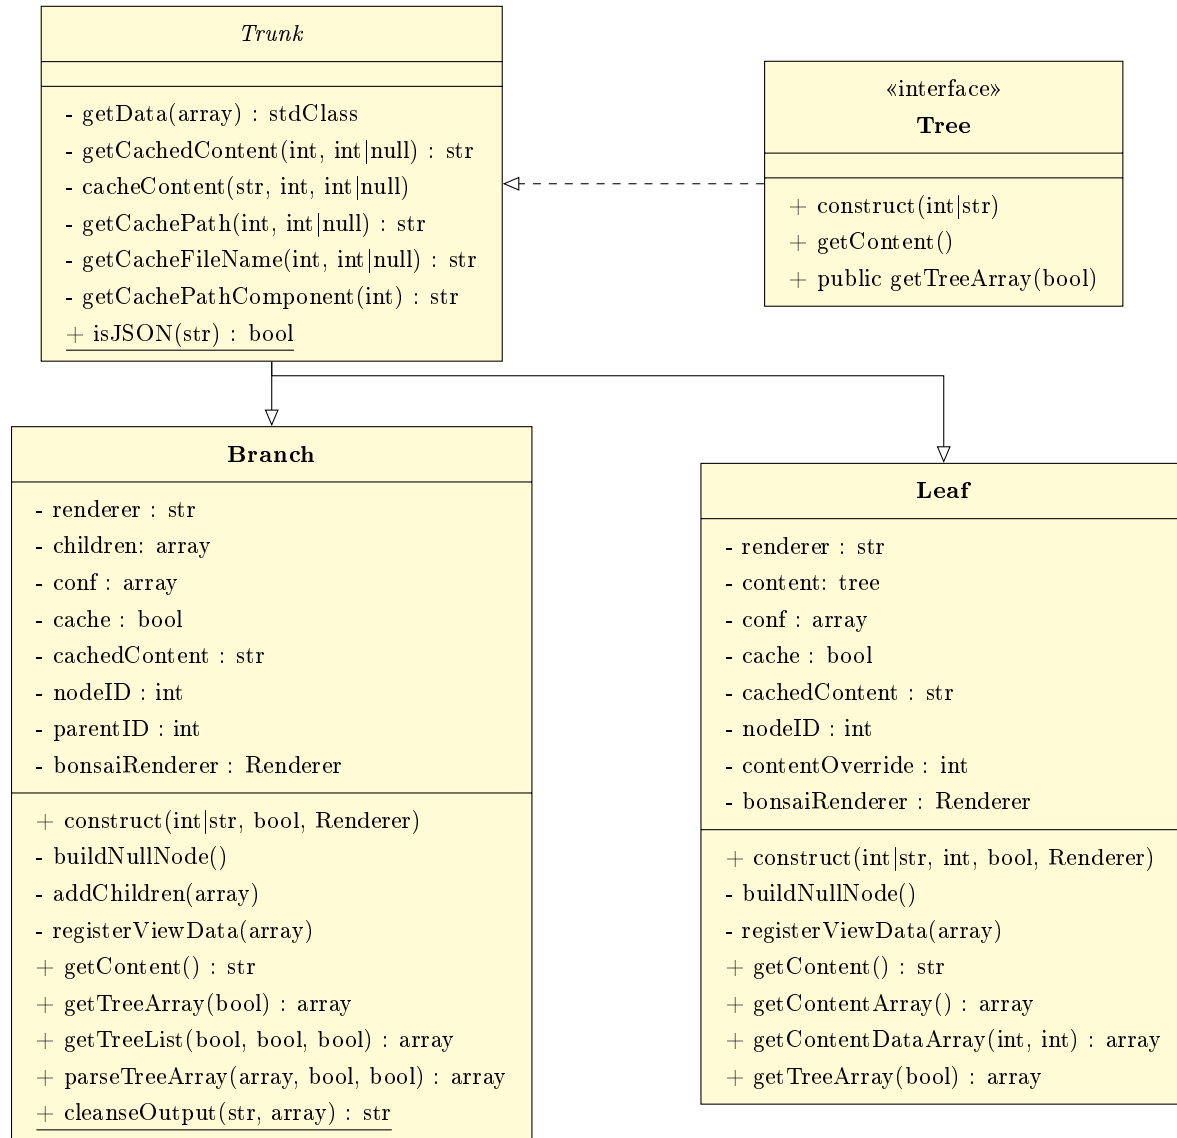 Trunk
- getData(array) : stdClass
- getCachedContent(int, int|null) : str
- cacheContent(str, int, int|null)
- getCachePath(int, int|null) : str
- getCacheFileName(int, int|null) : str
- getCachePathComponent(int) : str
+ isJSON(str) : bool
«interface»
Tree
+ construct(int|str)
+ getContent()
+ public getTreeArray(bool)
Branch
- renderer : str
- children: array
- conf : array
- cache : bool
- cachedContent : str
- nodeID : int
- parentID : int
- bonsaiRenderer : Renderer
+ construct(int|str, bool, Renderer)
- buildNullNode()
- addChildren(array)
- registerViewData(array)
+ getContent() : str
+ getTreeArray(bool) : array
+ getTreeList(bool, bool, bool) : array
+ parseTreeArray(array, bool, bool) : array
+ cleanseOutput(str, array) : str
Leaf
- renderer : str
- content: tree
- conf : array
- cache : bool
- cachedContent : str
- nodeID : int
- contentOverride : int
- bonsaiRenderer : Renderer
+ construct(int|str, int, bool, Renderer)
- buildNullNode()
- registerViewData(array)
+ getContent() : str
+ getContentArray() : array
+ getContentDataArray(int, int) : array
+ getTreeArray(bool) : array